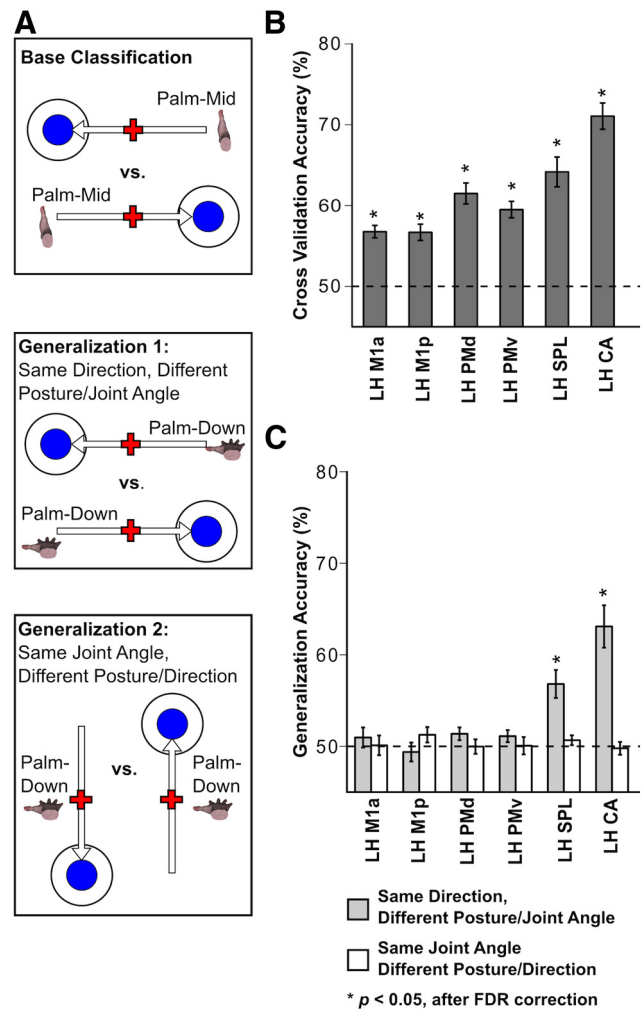 A
Base Classification
Palm-Mid
vs.
Palm-Mid
Generalization 1:
Same Direction, Different
Posture/Joint Angle
Palm-Down
vs.
Palm-Down
Generalization 2:
Same Joint Angle,
Different Posture/Direction
Palm-
Down
vs.
Palm-
Down
B
Cross Validation Accuracy (%)
80
70
60
50
*
*
*
*
*
*
LH M1a
LH M1p
LH PMd
LH PMv
LH SPL
LH CA
C
Generalization Accuracy (%)
80
70
60
50
*
*
LH M1a
LH M1p
LH PMd
LH PMv
LH SPL
LH CA
Same Direction,
Different Posture/Joint Angle
Same Joint Angle
Different Posture/Direction
* p < 0.05, after FDR correction